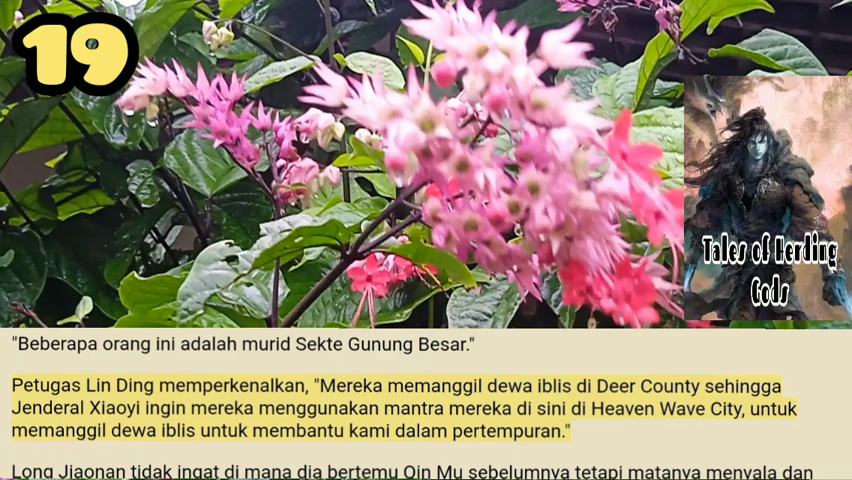 19
Tales of Herding
Gods
"Beberapa orang ini adalah murid Sekte Gunung Besar."
Petugas Lin Ding memperkenalkan, "Mereka memanggil dewa iblis di Deer County sehingga
Jenderal Xiaoyi ingin mereka menggunakan mantra mereka di sini di Heaven Wave City, untuk
memanggil dewa iblis untuk membantu kami dalam pertempuran."
Long Jiaonan tidak ingat di mana dia bertemu Qin Mu sebelumnya tetapi matanya menyala dan